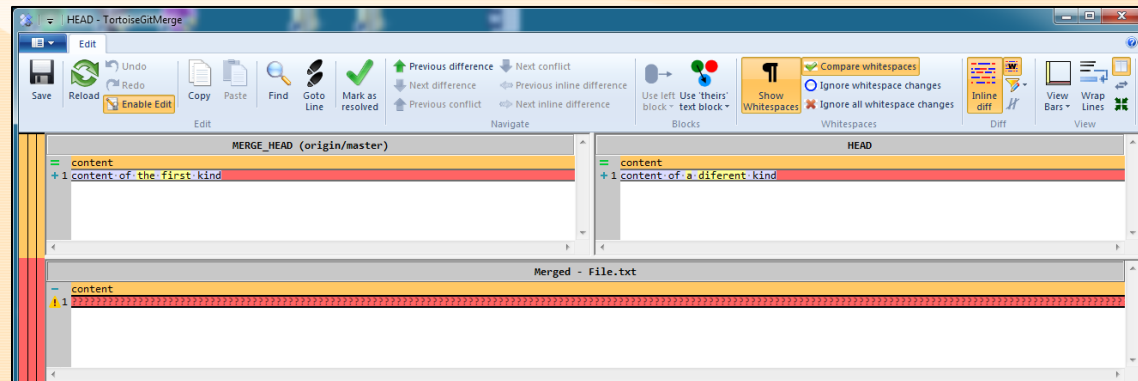 HEAD - TortoiseGitMerge
Edit
Save
Reload
Undo
Redo
Enable Edit
Copy
Paste
Find
Goto
Line
Mark as
resolved
Edit
Previous difference
Next difference
Previous conflict
Next conflict
Previous inline difference
Next inline difference
Navigate
Use left
block
Use 'theirs'
text block
Blocks
Show
Whitespaces
Compare whitespaces
Ignore whitespace changes
Ignore all whitespace changes
Whitespaces
Inline
diff
Diff
View
Bars
Wrap
Lines
View
MERGE_HEAD (origin/master)
= content
+ 1 content·of·the·first·kind
HEAD
= content
+ 1 content·of·a·diferent·kind
Merged - File.txt
- content
1